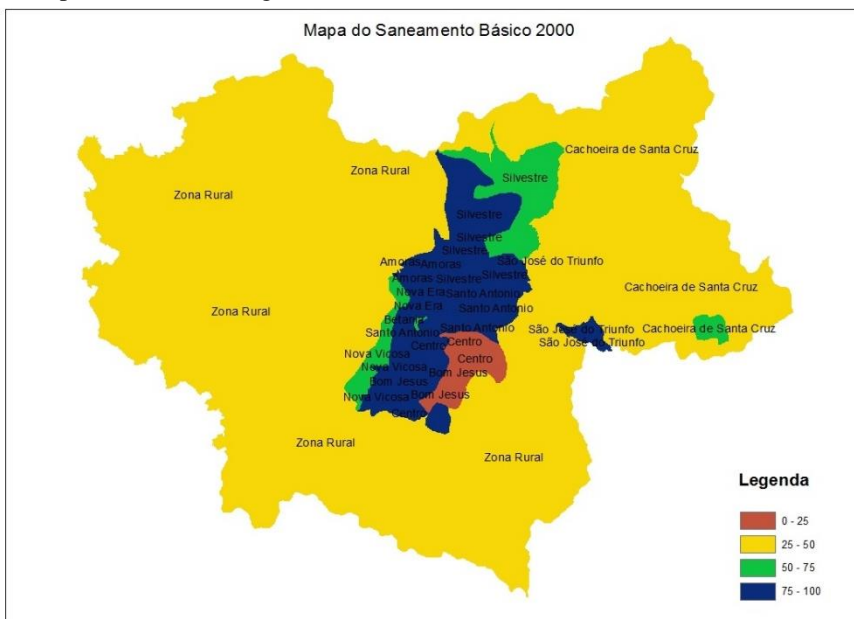 Mapa do Saneamento Básico 2000
Cachoeira de Santa Cruz
Zona Rural
Silvestre
Zona Rural
Silvestre
Silvestre
Silvestre
Amoras
Amoras
São José do Triunfo
Amoras
Silvestre
Silvestre
Cachoeira de Santa Cruz
Nova Era
Santo Antonio
Nova Era
Santo Antonio
Zona Rural
Betania
Santo Antonio
Santo Antonio
São José do Triunfo
Cachoeira de Santa Cruz
Centro
Centro
São José do Triunfo
Nova Vicosa
Centro
Nova Vicosa
Bom Jesus
Bom Jesus
Nova Vicosa
Bom Jesus
Centro
Zona Rural
Zona Rural
Legenda
0 - 25
25 - 50
50 - 75
75 - 100